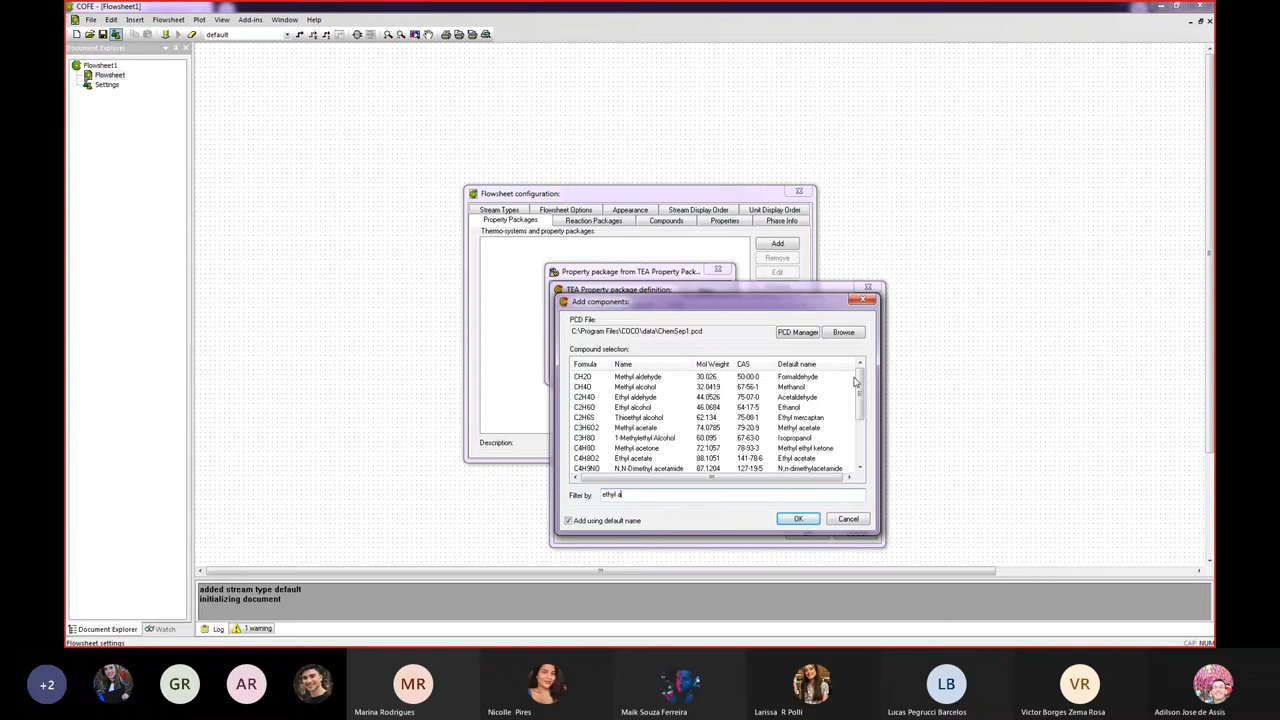 COFE - [Flowsheet1]
File Edit Insert Flowsheet Plot View Add-ins Window Help
default
Document Explorer
Flowsheet1
Flowsheet
Settings
Flowsheet configuration:
Stream Types Flowsheet Options Appearance Stream Display Order Unit Display Order
Property Packages Reaction Packages Compounds Properties Phase Info
Thermo-systems and property packages:
Add
Remove
Edit
Property package from TEA Property Pack...
TEA Property package definition:
Add components:
PCD File:
C:\Program Files\COCO\data\ChemSep1.pcd
PCD Manager Browse
Compound selection:
Formula Name Mol Weight CAS Default name
CH2O Methyl aldehyde 30.026 50-00-0 Formaldehyde
CH4O Methyl alcohol 32.0419 67-56-1 Methanol
C2H4O Ethyl aldehyde 44.0526 75-07-0 Acetaldehyde
C2H6O Ethyl alcohol 46.0684 64-17-5 Ethanol
C2H6S Thioethyl alcohol 62.134 75-08-1 Ethyl mercaptan
C3H6O2 Methyl acetate 74.0785 79-20-9 Methyl acetate
C3H8O 1-Methylethyl Alcohol 60.095 67-63-0 Isopropanol
C4H8O Methyl acetone 72.1057 78-93-3 Methyl ethyl ketone
C4H8O2 Ethyl acetate 88.1051 141-78-6 Ethyl acetate
C4H9NO N,N-Dimethyl acetamide 87.1204 127-19-5 N,n-dimethylacetamide
Description:
Filter by: ethyl a
Add using default name
OK Cancel
added stream type default
initializing document
Document Explorer Watch Log 1 warning
Flowsheet settings
CAP NUM
+2 GR AR MR LB VR
Marina Rodrigues Nicolle Pires Maik Souza Ferreira Larissa R Polli Lucas Pegrucci Barcelos Victor Borges Zema Rosa Adilson Jose de Assis